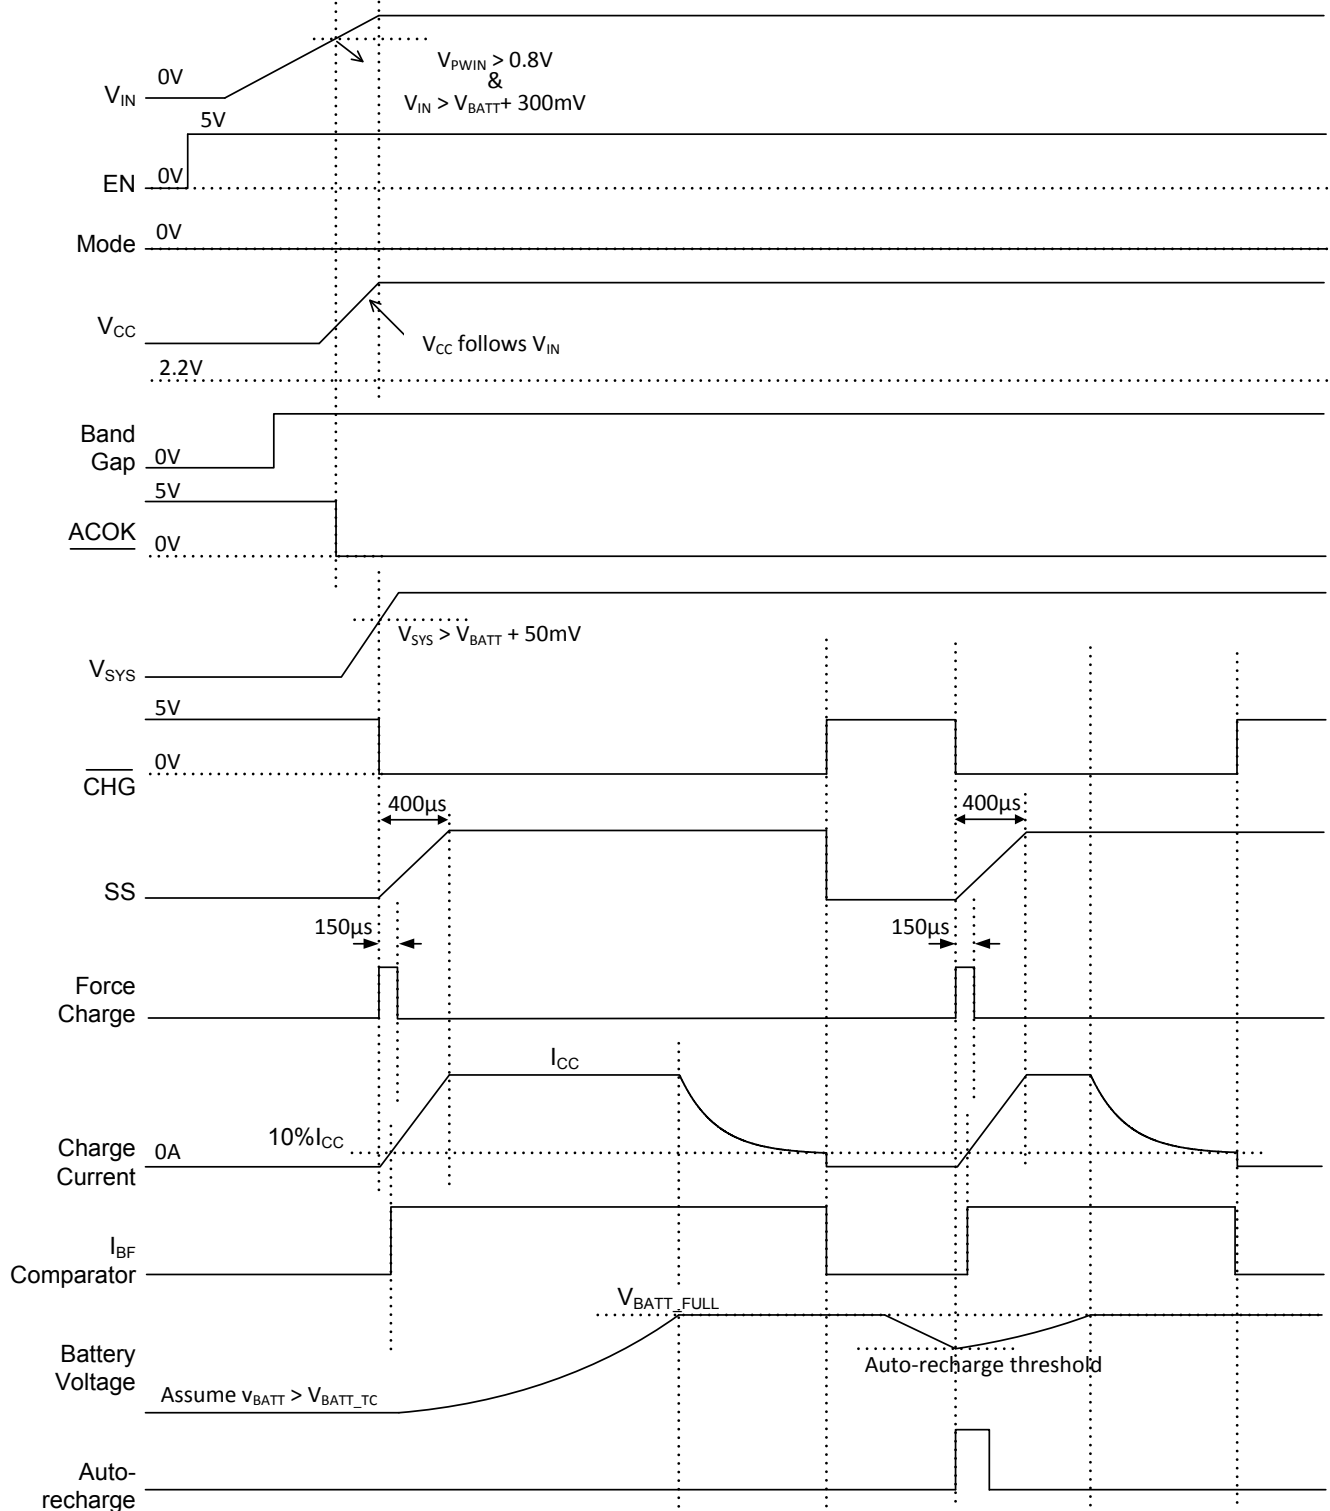 V_PWIN > 0.8V
&
V_IN > V_BATT + 300mV
0V
V_IN
5V
0V
EN
0V
Mode
V_CC
V_CC follows V_IN
2.2V
Band
Gap
0V
5V
ACOK
0V
V_SYS > V_BATT + 50mV
V_SYS
5V
0V
CHG
400µs
400µs
SS
150µs
150µs
Force
Charge
I_CC
10%I_CC
Charge
Current
0A
I_BF
Comparator
V_BATT_FULL
Battery
Voltage
Auto-recharge threshold
Assume v_BATT > V_BATT_TC
Auto-
recharge